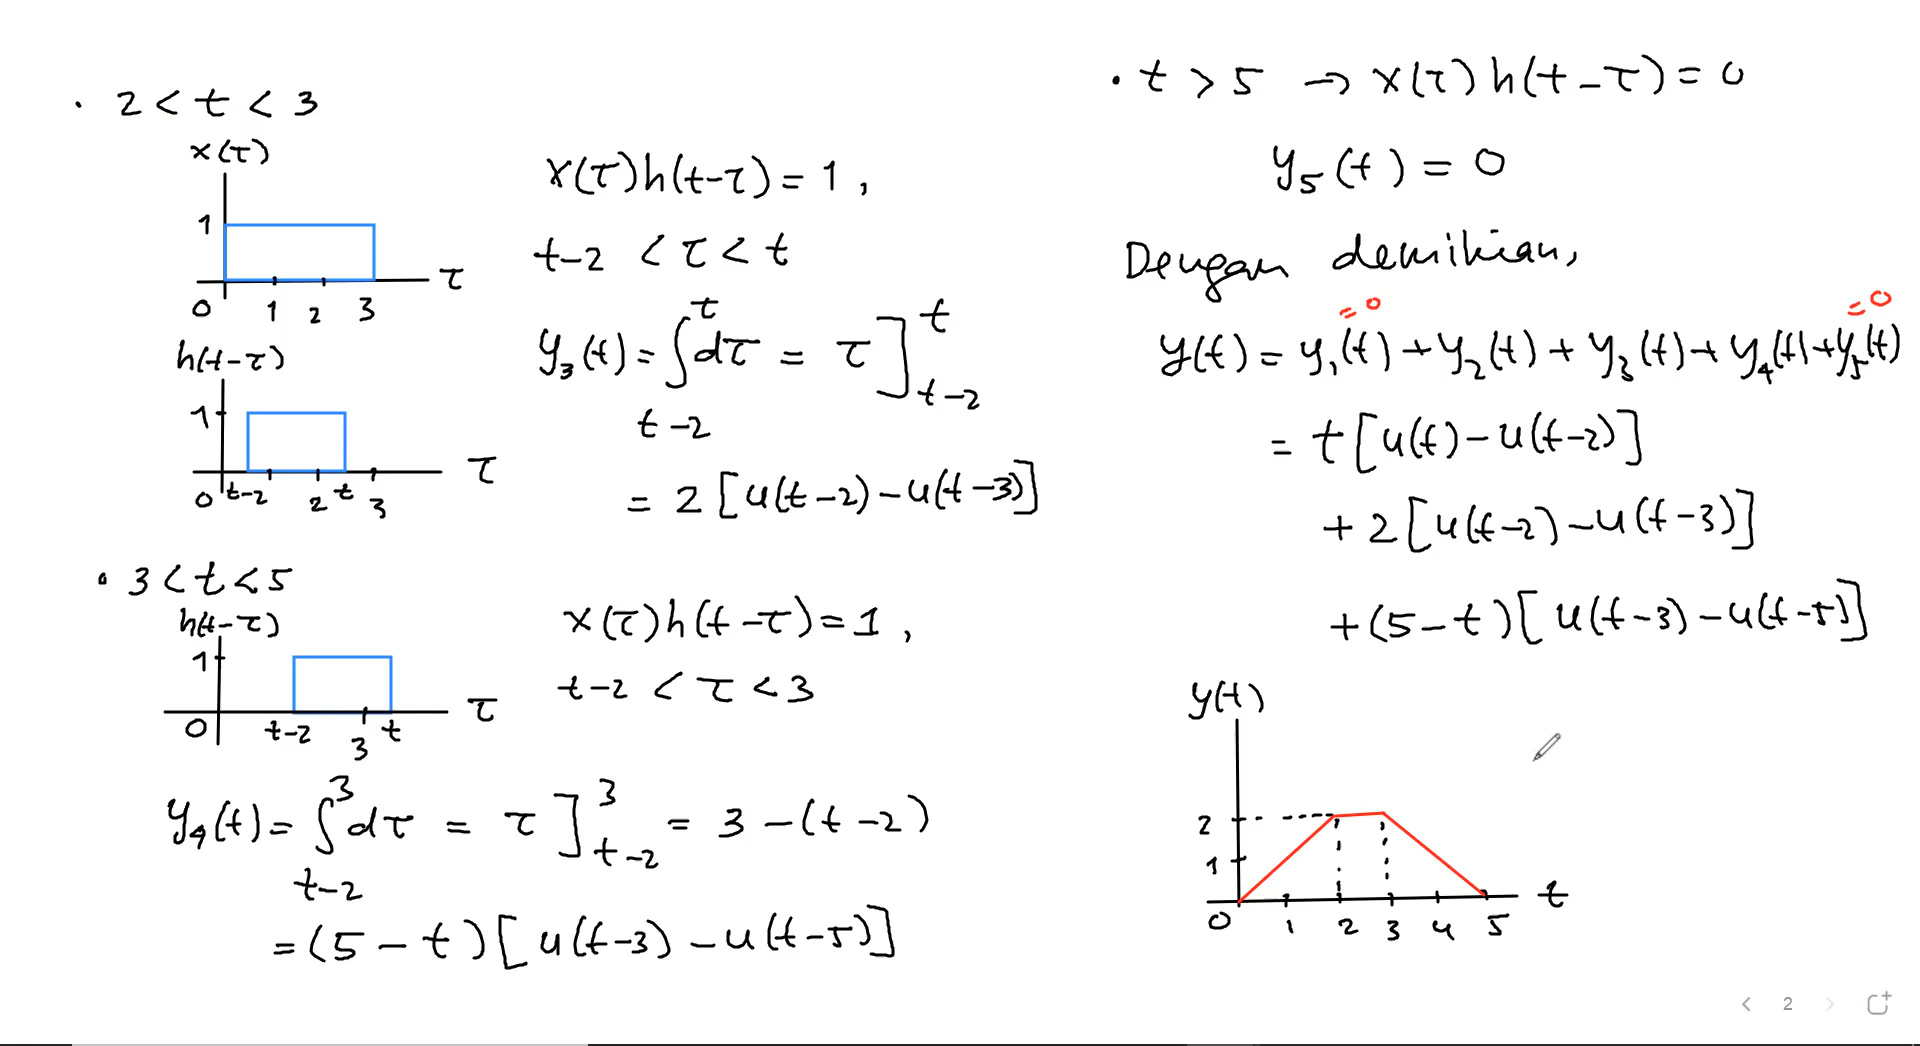 • 2 < t < 3
x(τ)
1
τ
0 1 2 3
h(t-τ)
1
τ
0 t-2 2 t 3
x(τ)h(t-τ) = 1 ,
t-2 < τ < t
y₃(t) = ∫_{t-2}^{t} dτ = τ ]_{t-2}^{t}
= 2 [u(t-2) - u(t-3)]
• 3 < t < 5
h(t-τ)
1
τ
0 t-2 3 t
x(τ)h(t-τ) = 1 ,
t-2 < τ < 3
y₄(t) = ∫_{t-2}^{3} dτ = τ ]_{t-2}^{3} = 3 - (t-2)
= (5-t) [u(t-3) - u(t-5)]
• t > 5 → x(τ)h(t-τ) = 0
y₅(t) = 0
Dengan demikian,
=0 =0
y(t) = y₁(t) + y₂(t) + y₃(t) + y₄(t) + y₅(t)
= t [u(t) - u(t-2)]
+ 2 [u(t-2) - u(t-3)]
+ (5-t) [u(t-3) - u(t-5)]
y(t)
2
1
t
0 1 2 3 4 5
2